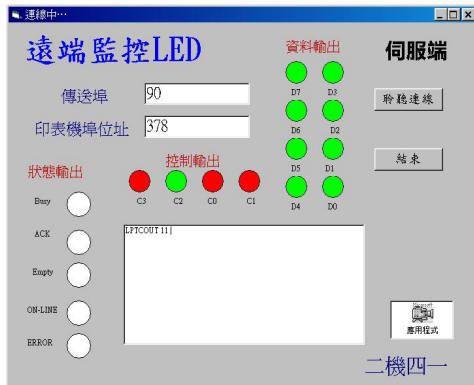 連線中…
遠端監控LED
資料輸出
伺服端
傳送埠 90
印表機埠位址 378
D7 D3
聆聽連線
D6 D2
結束
D5 D1
D4 D0
狀態輸出
控制輸出
C3 C2 C0 C1
Busy
ACK
Empty
ON-LINE
ERROR
LPTCOUT 11
Microsoft
應用程式
二機四一